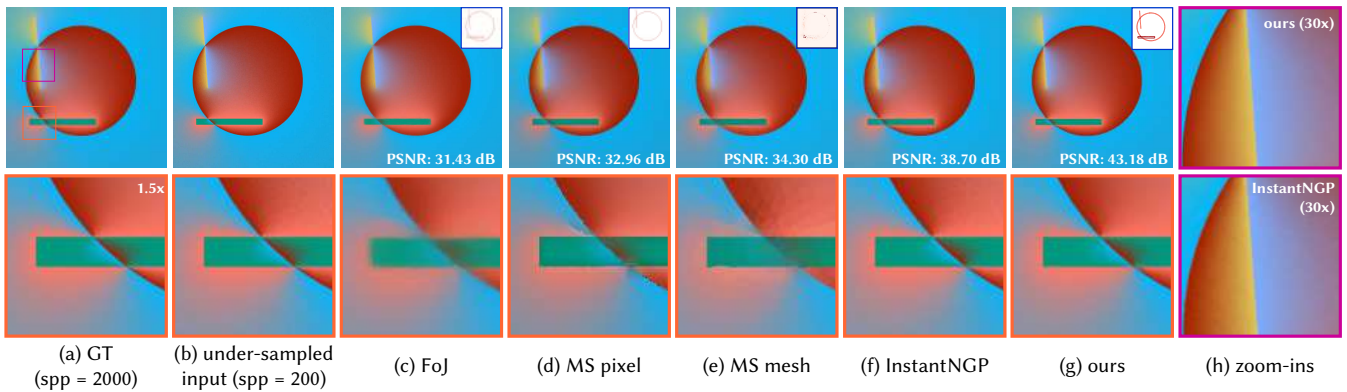 ours (30x)
PSNR: 31.43 dB
PSNR: 32.96 dB
PSNR: 34.30 dB
PSNR: 38.70 dB
PSNR: 43.18 dB
1.5x
InstantNGP
(30x)
(a) GT
(spp = 2000)
(b) under-sampled
input (spp = 200)
(c) FoJ
(d) MS pixel
(e) MS mesh
(f) InstantNGP
(g) ours
(h) zoom-ins